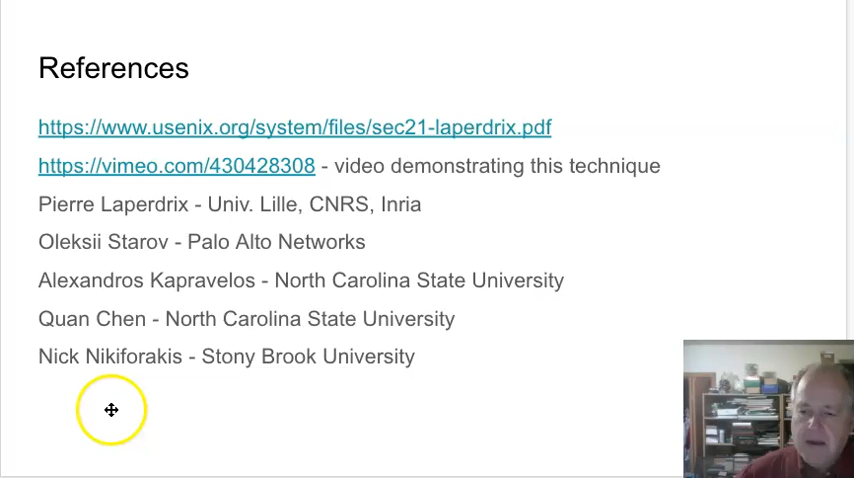 References
https://www.usenix.org/system/files/sec21-laperdrix.pdf
https://vimeo.com/430428308 - video demonstrating this technique
Pierre Laperdrix - Univ. Lille, CNRS, Inria
Oleksii Starov - Palo Alto Networks
Alexandros Kapravelos - North Carolina State University
Quan Chen - North Carolina State University
Nick Nikiforakis - Stony Brook University